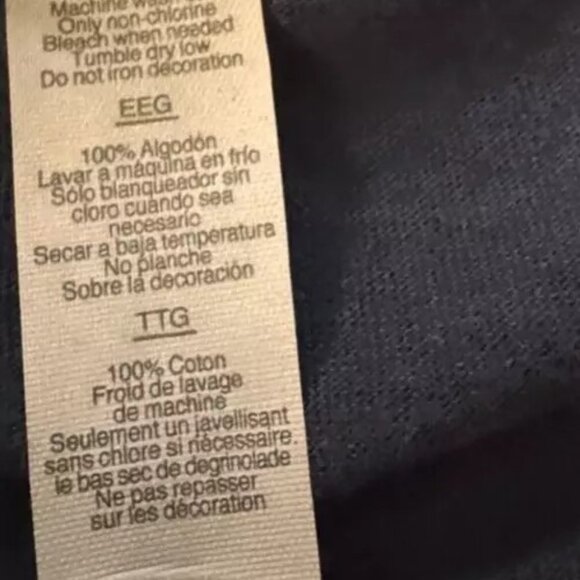 Machine
Only non-chlorine
Bleach when needed
Tumble dry low
Do not iron decoration
EEG
100% Algodón
Lavar a máquina en frío
Sólo blanqueador sin
cloro cuando sea
necesario
Secar a baja temperatura
No planche
Sobre la decoración
TTG
100% Coton
Froid de lavage
de machine
Seulement un javellisant
sans chlore si nécessaire.
le bas sec de degrinolade
Ne pas repasser
sur les décoration